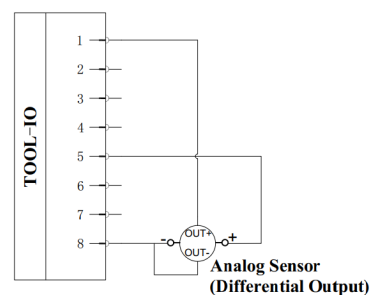 TOOL-IO
1
2
3
4
5
6
7
8
OUT+
OUT-
-
+
Analog Sensor
(Differential Output)